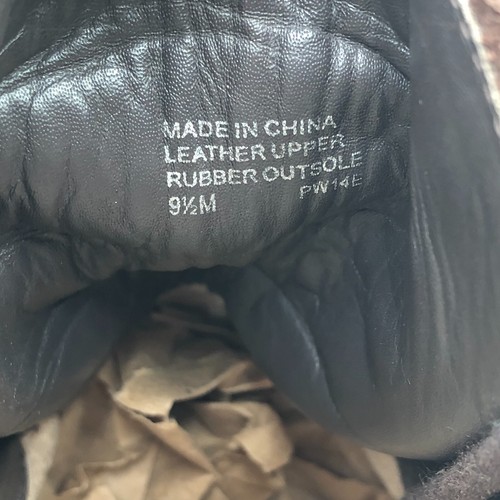 MADE IN CHINA
LEATHER UPPER
RUBBER OUTSOLE
PW14E
9½M